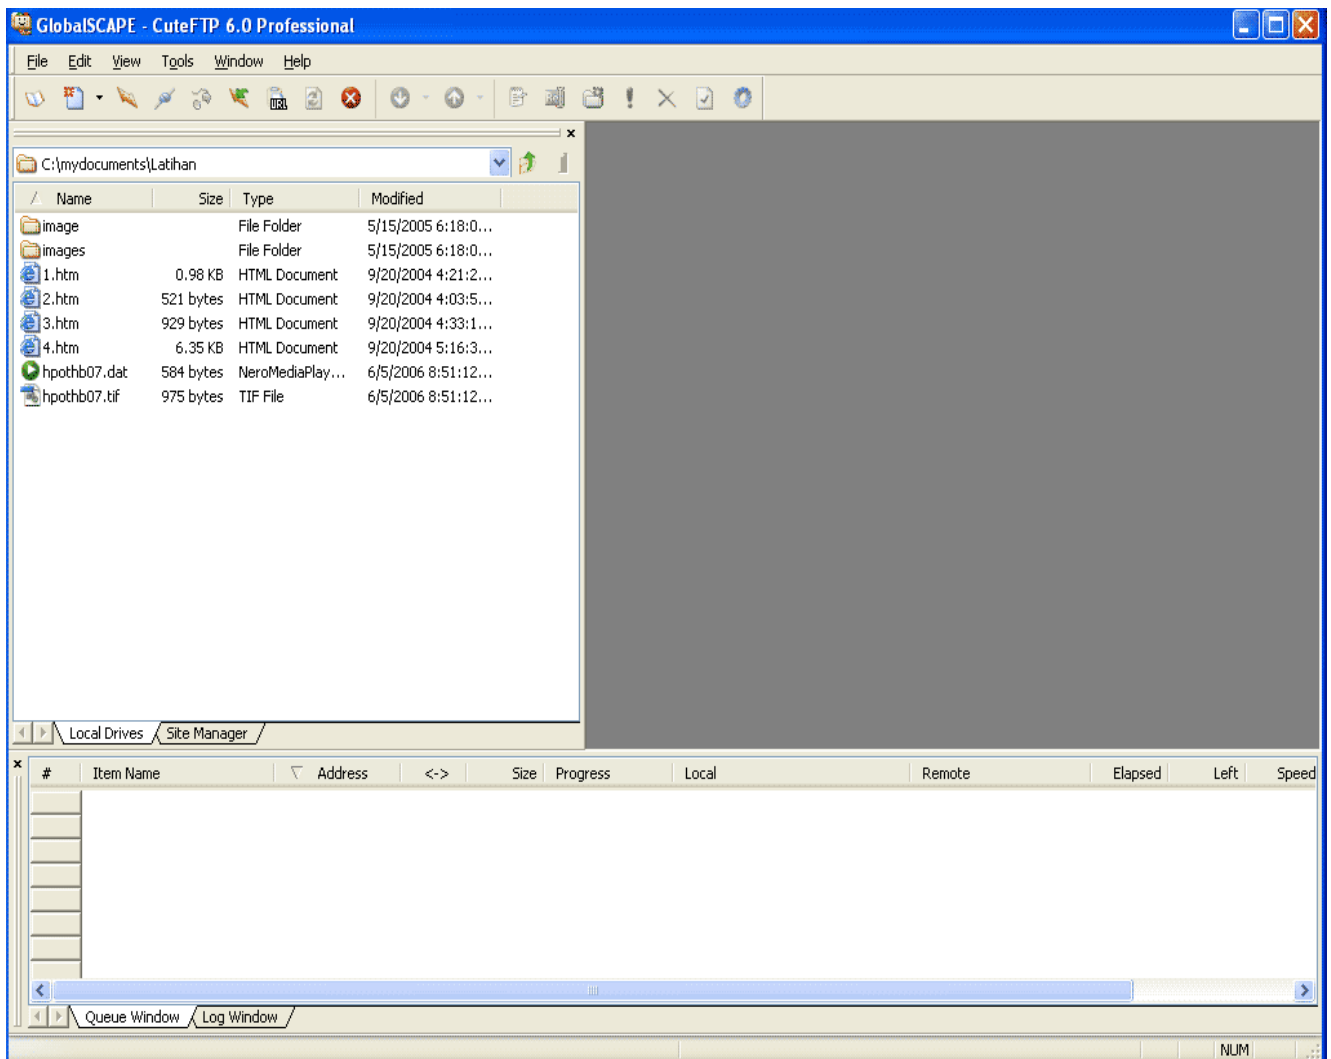 GlobalSCAPE - CuteFTP 6.0 Professional
File Edit View Tools Window Help
URL
C:\mydocuments\Latihan
Name Size Type Modified
image File Folder 5/15/2005 6:18:0...
images File Folder 5/15/2005 6:18:0...
1.htm 0.98 KB HTML Document 9/20/2004 4:21:2...
2.htm 521 bytes HTML Document 9/20/2004 4:03:5...
3.htm 929 bytes HTML Document 9/20/2004 4:33:1...
4.htm 6.35 KB HTML Document 9/20/2004 5:16:3...
hpothb07.dat 584 bytes NeroMediaPlay... 6/5/2006 8:51:12...
hpothb07.tif 975 bytes TIF File 6/5/2006 8:51:12...
Local Drives Site Manager
# Item Name Address <-> Size Progress Local Remote Elapsed Left Speed
Queue Window Log Window
NUM